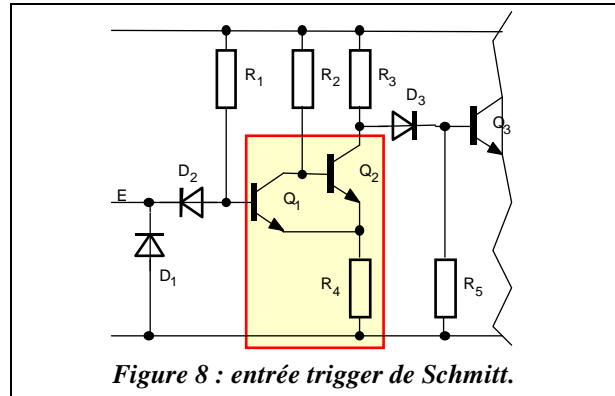 R1
R2
R3
D3
Q3
D2
E
Q1
Q2
D1
R4
R5
Figure 8 : entrée trigger de Schmitt.